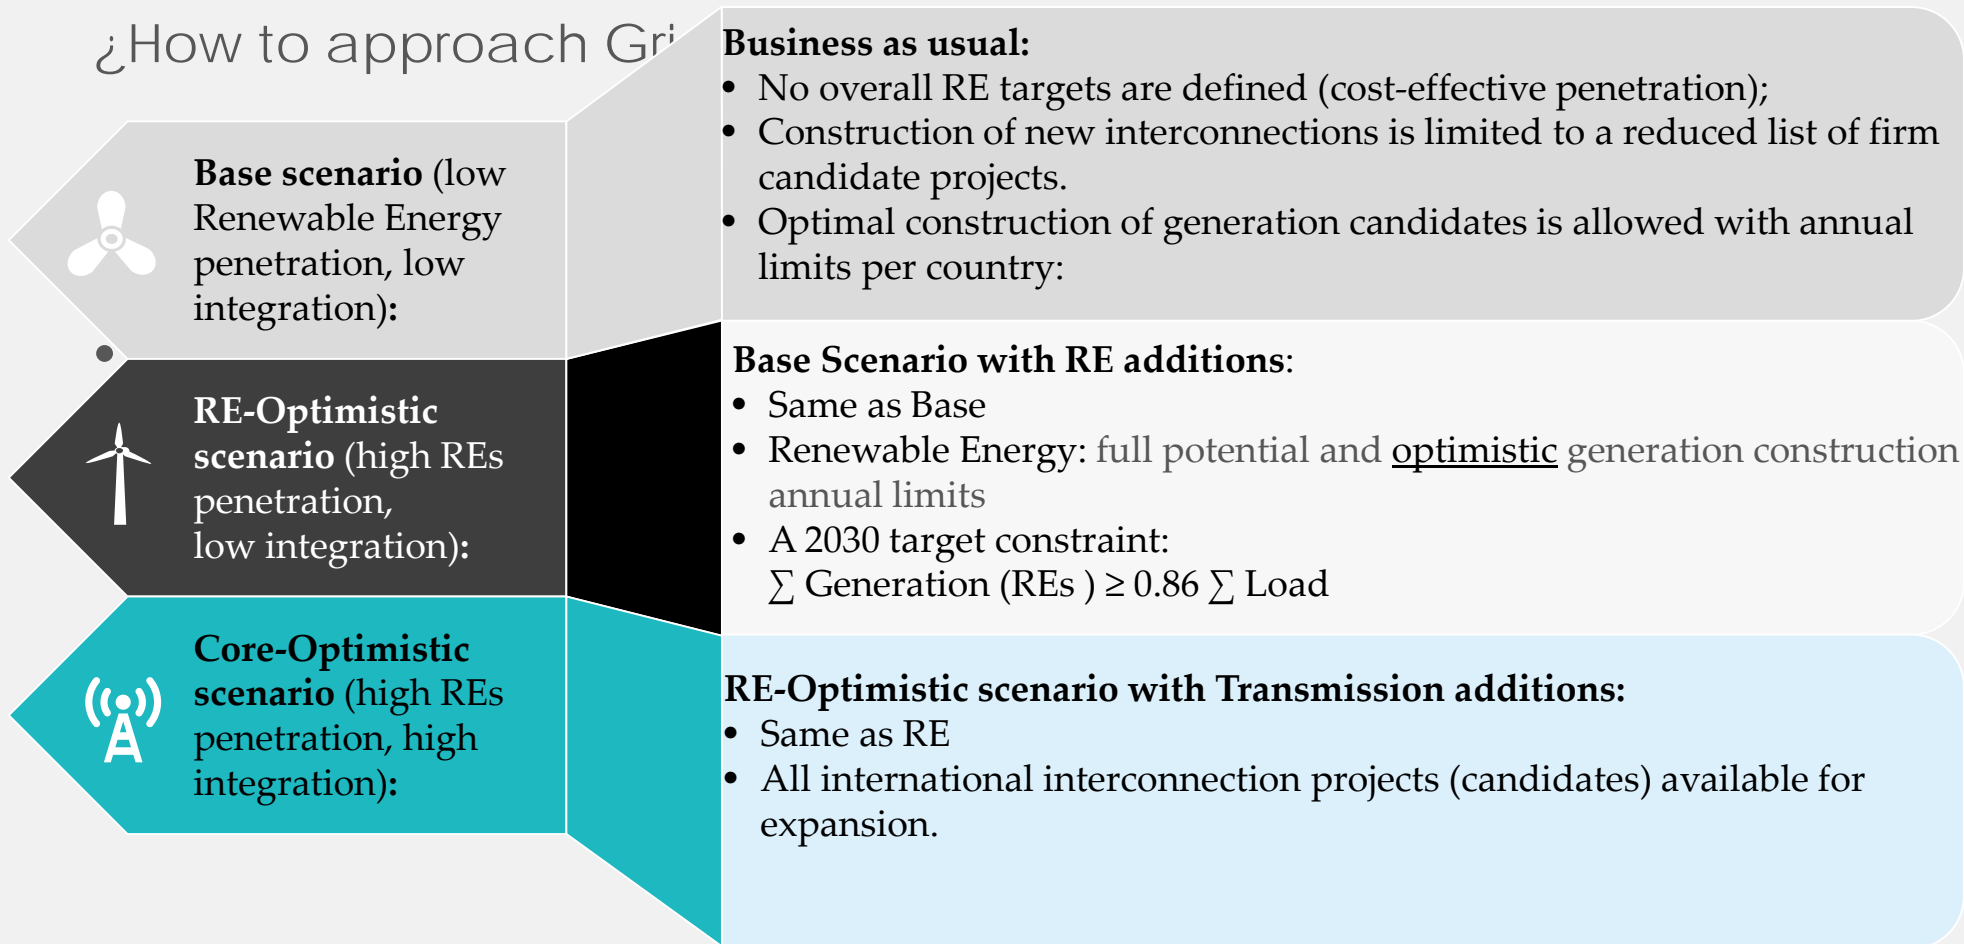 ¿How to approach Gri
Base scenario (low
Renewable Energy
penetration, low
integration):
Business as usual:
• No overall RE targets are defined (cost-effective penetration);
• Construction of new interconnections is limited to a reduced list of firm
candidate projects.
• Optimal construction of generation candidates is allowed with annual
limits per country:
•
RE-Optimistic
scenario (high REs
penetration,
low integration):
Base Scenario with RE additions:
• Same as Base
• Renewable Energy: full potential and optimistic generation construction
annual limits
• A 2030 target constraint:
∑ Generation (REs ) ≥ 0.86 ∑ Load
Core-Optimistic
scenario (high REs
penetration, high
integration):
RE-Optimistic scenario with Transmission additions:
• Same as RE
• All international interconnection projects (candidates) available for
expansion.